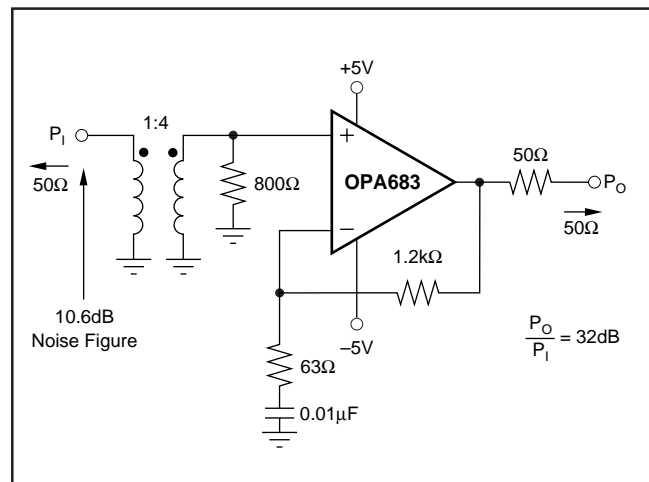 +5V
1:4
P_I
50Ω
800Ω
OPA683
+
−
50Ω
P_O
50Ω
1.2kΩ
10.6dB
Noise Figure
–5V
P_O
P_I
= 32dB
63Ω
0.01μF